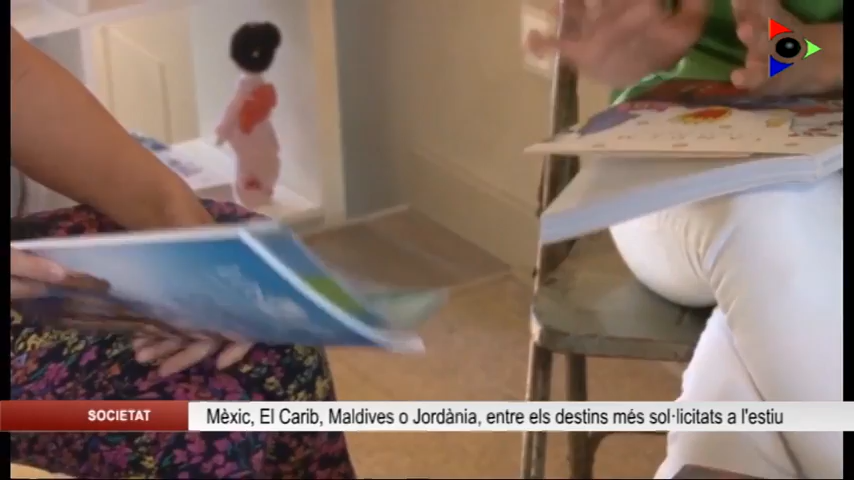 SOCIETAT
Mèxic, El Carib, Maldives o Jordània, entre els destins més sol·licitats a l'estiu